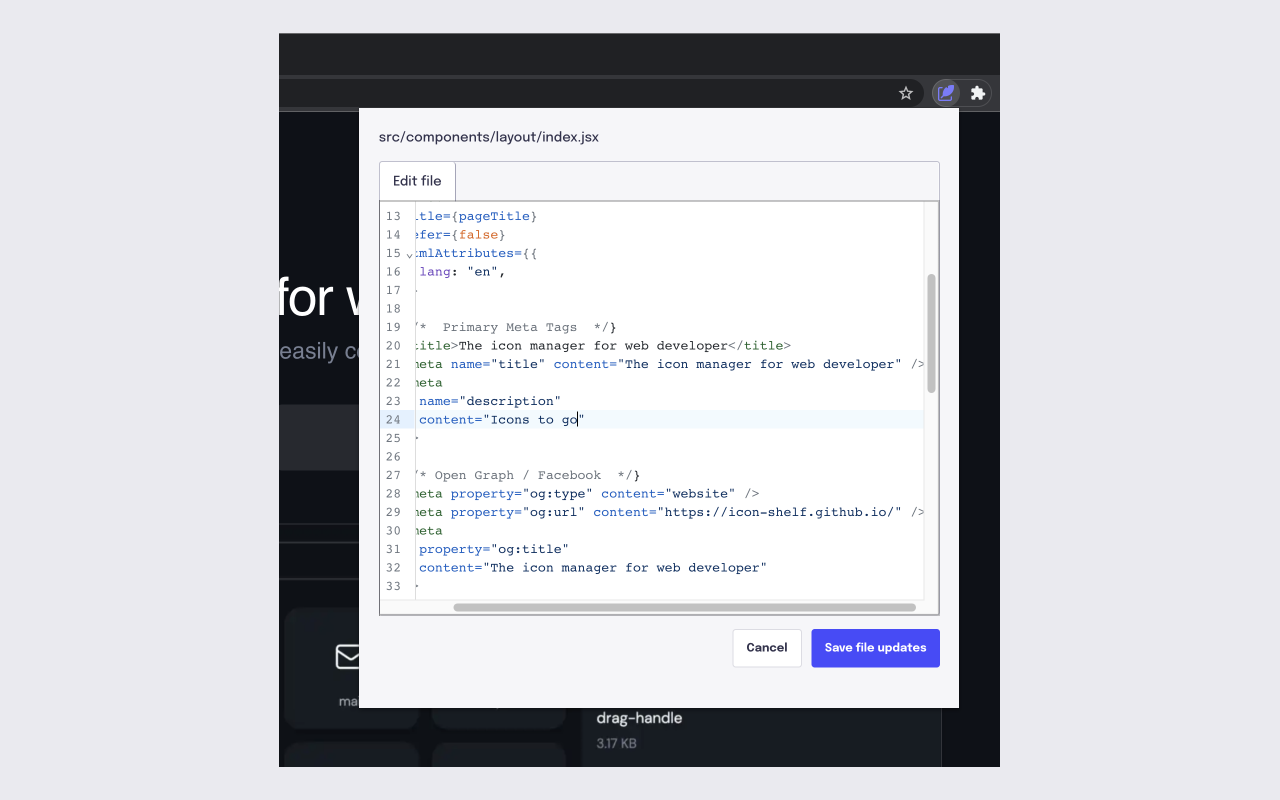 src/components/layout/index.jsx
Edit file
13 tle={pageTitle}
14 efer={false}
15 tmlAttributes={{
16 lang: "en",
17
18
19 /* Primary Meta Tags */}
20 title>The icon manager for web developer</title>
21 meta name="title" content="The icon manager for web developer" />
22 meta
23 name="description"
24 content="Icons to go"
25 >
26
27 /* Open Graph / Facebook */}
28 meta property="og:type" content="website" />
29 meta property="og:url" content="https://icon-shelf.github.io/" />
30 meta
31 property="og:title"
32 content="The icon manager for web developer"
33 >
for
easily
Cancel
Save file updates
mai
drag-handle
3.17 KB